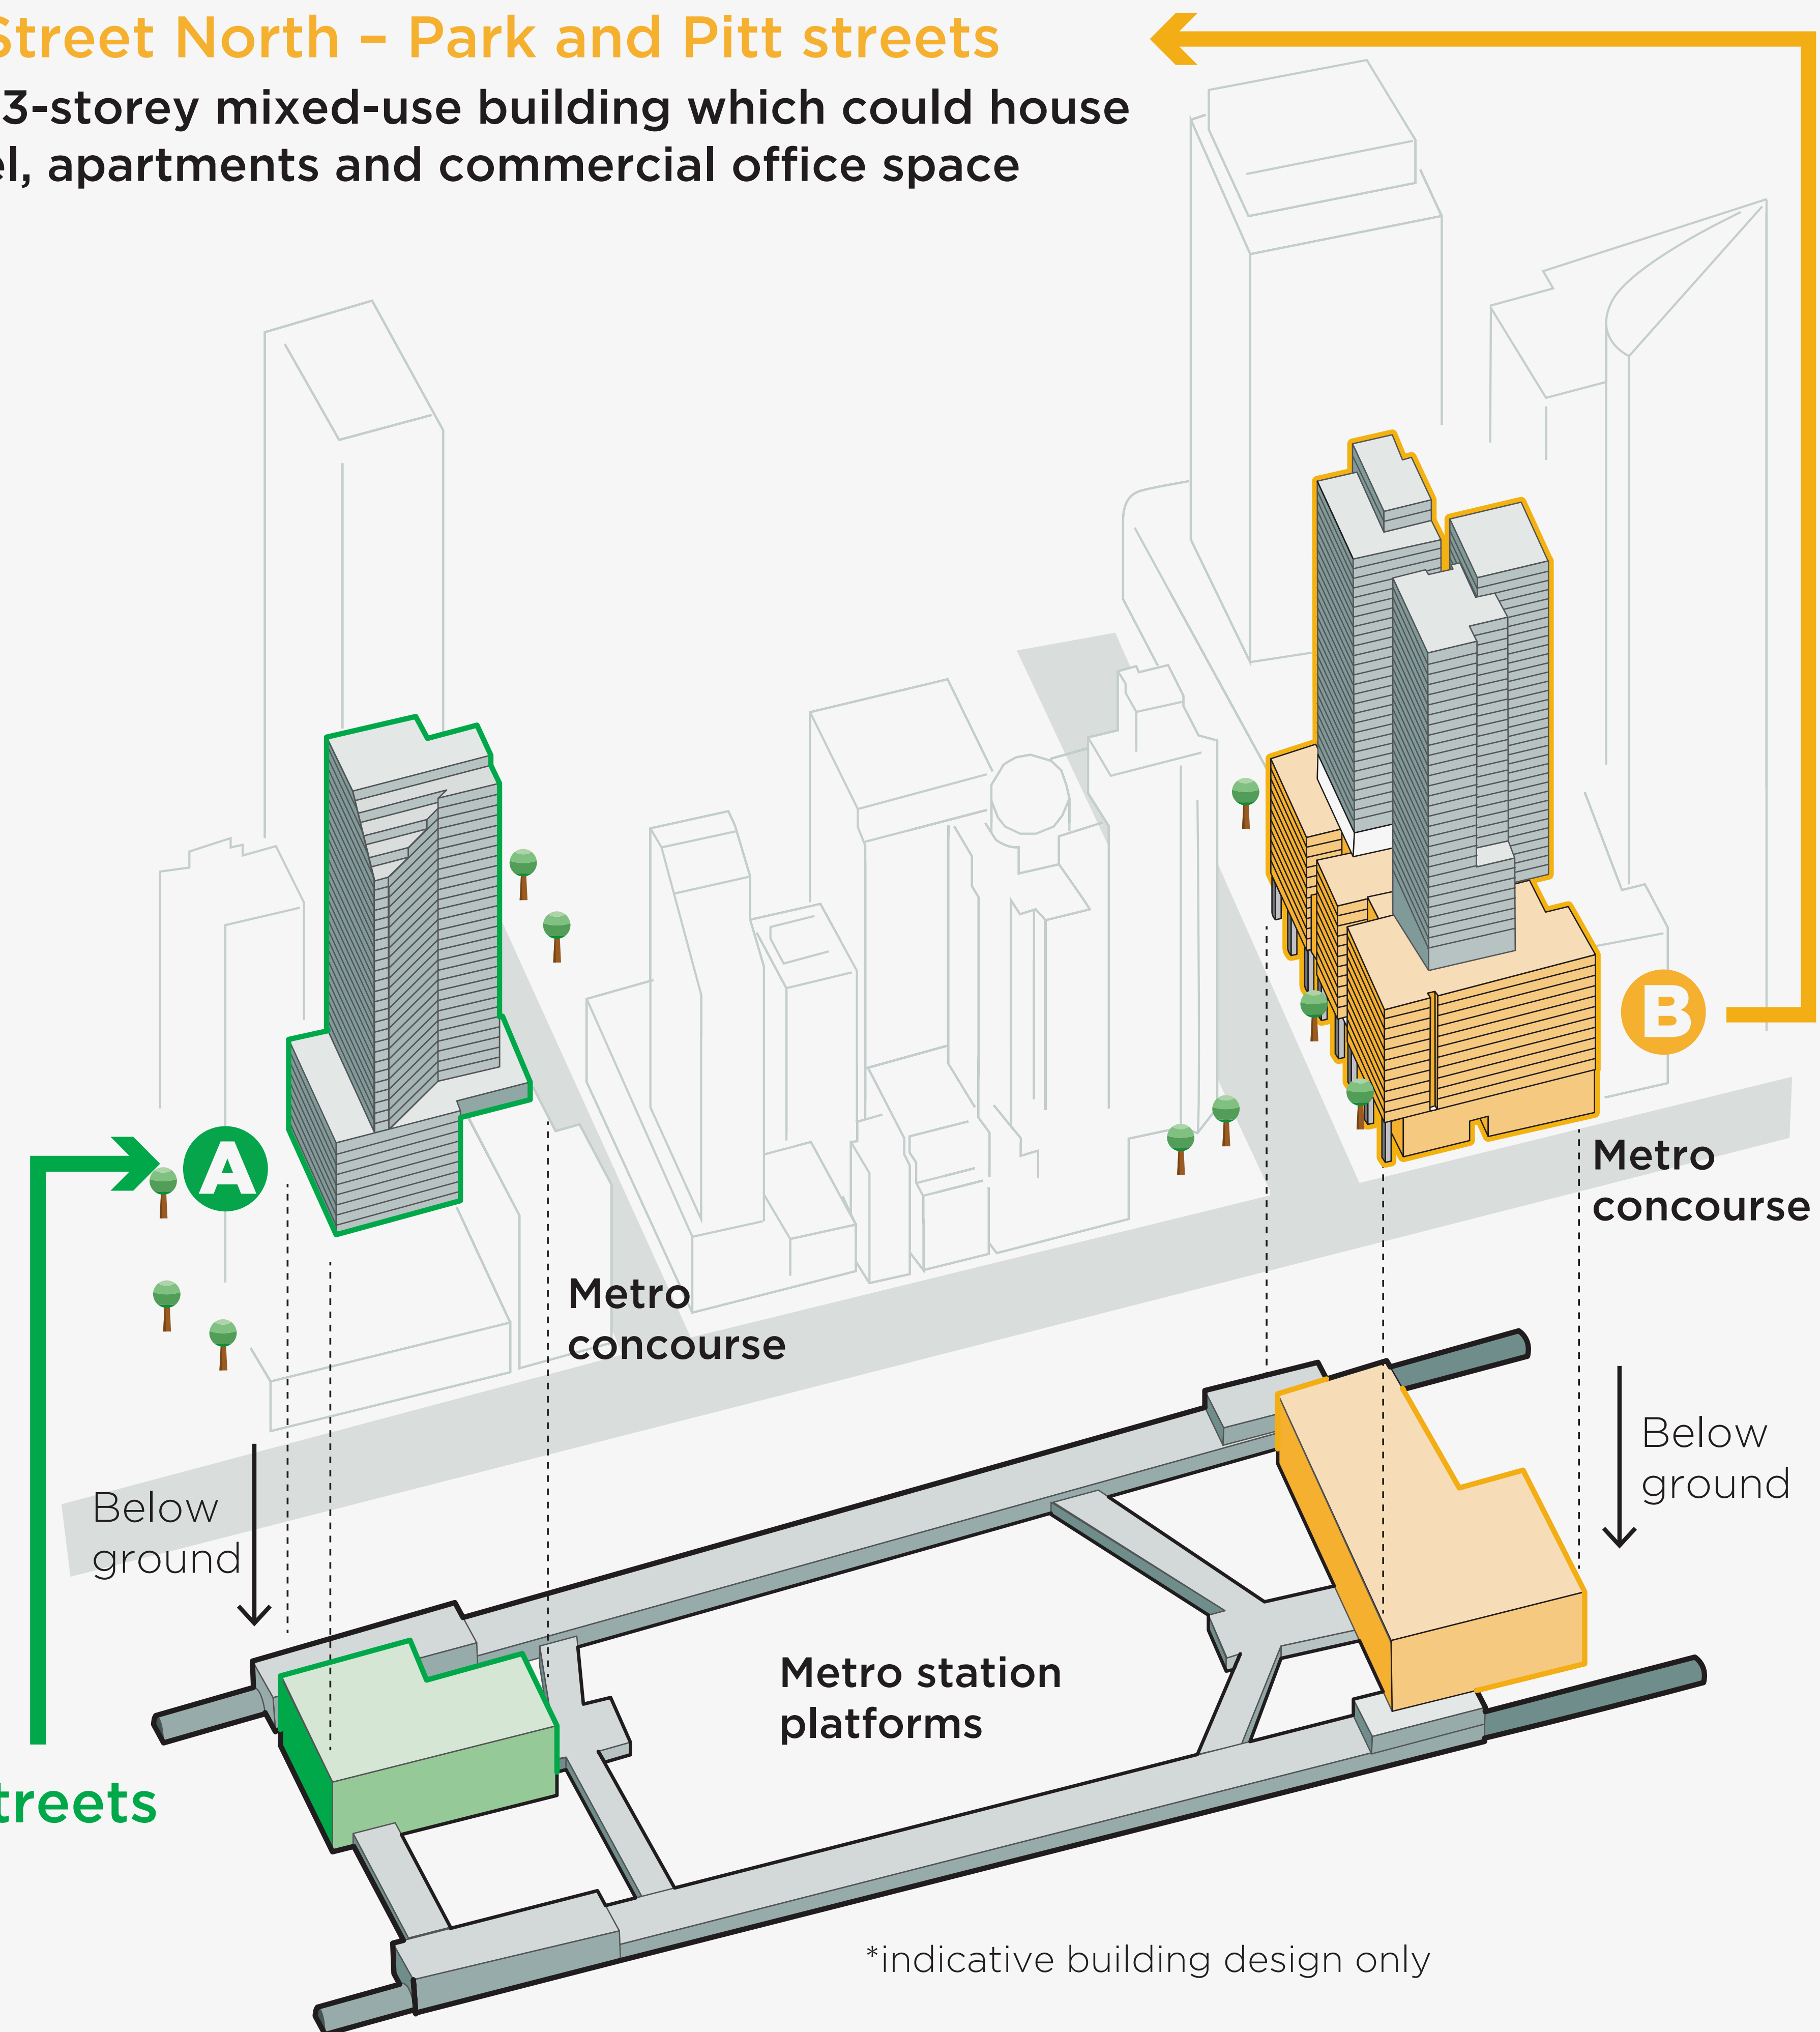 Street North – Park and Pitt streets
3-storey mixed-use building which could house
el, apartments and commercial office space
B
A
Metro
concourse
Metro
concourse
Below
ground
Below
ground
Metro station
platforms
treets
*indicative building design only